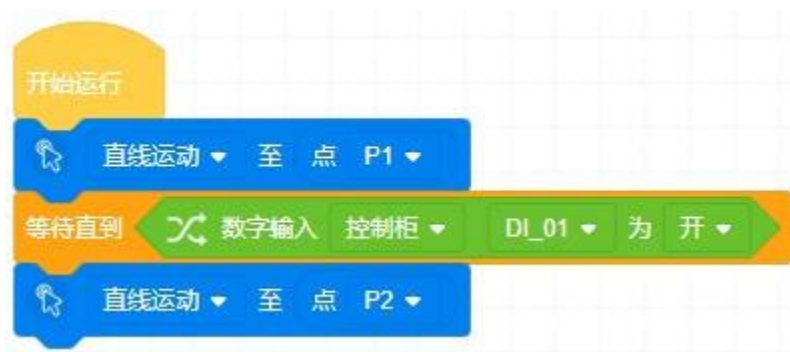 开始运行
直线运动 至 点 P1
等待直到 数字输入 控制柜 DI_01 为 开
直线运动 至 点 P2